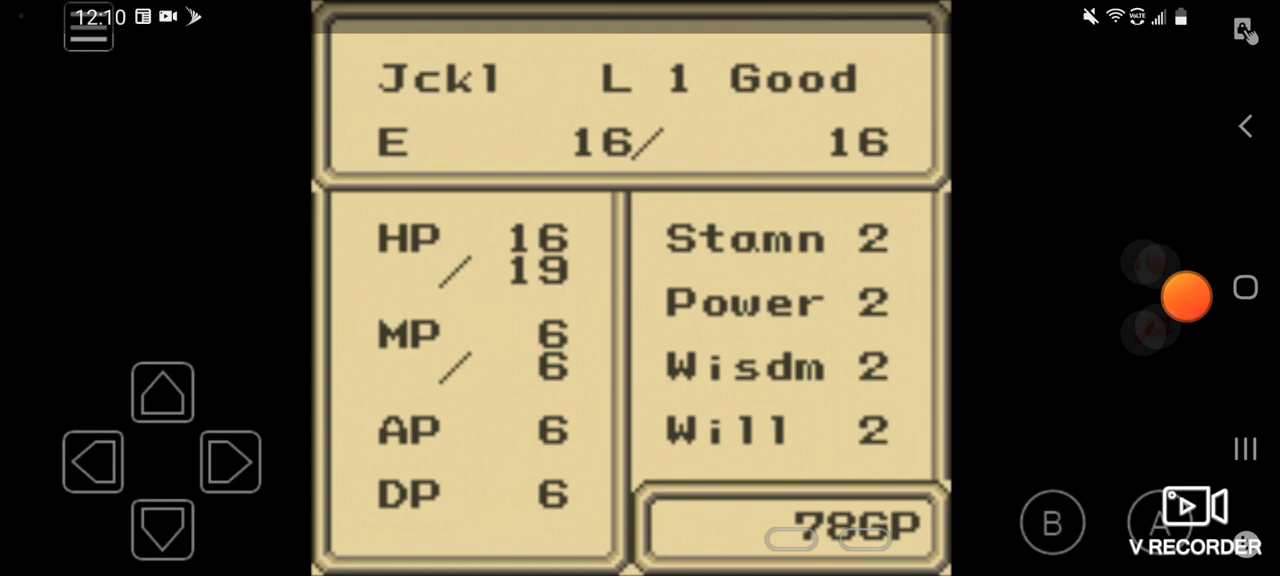 12:10
Jckl L 1 Good
E 16/ 16
HP 16
/ 19
MP 6
/ 6
AP 6
DP 6
Stamn 2
Power 2
Wisdm 2
Will 2
78GP
B
A
V RECORDER